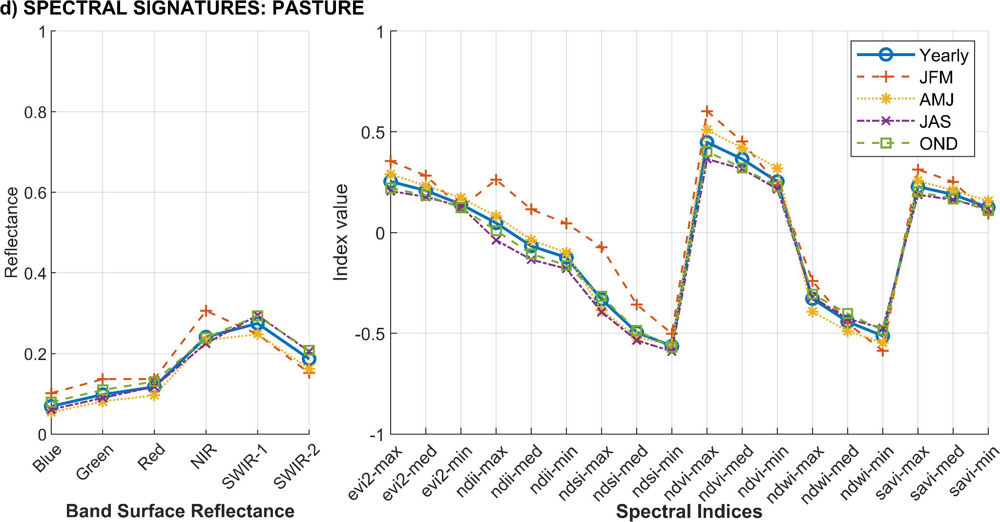 d) SPECTRAL SIGNATURES: PASTURE
1
0.8
0.6
0.4
0.2
0
Reflectance
Blue
Green
Red
NIR
SWIR-1
SWIR-2
Band Surface Reflectance
1
0.5
0
-0.5
-1
Index value
Yearly
JFM
AMJ
JAS
OND
evi2-max
evi2-med
evi2-min
ndii-max
ndii-med
ndii-min
ndsi-max
ndsi-med
ndsi-min
ndvi-max
ndvi-med
ndvi-min
ndwi-max
ndwi-med
ndwi-min
savi-max
savi-med
savi-min
Spectral Indices